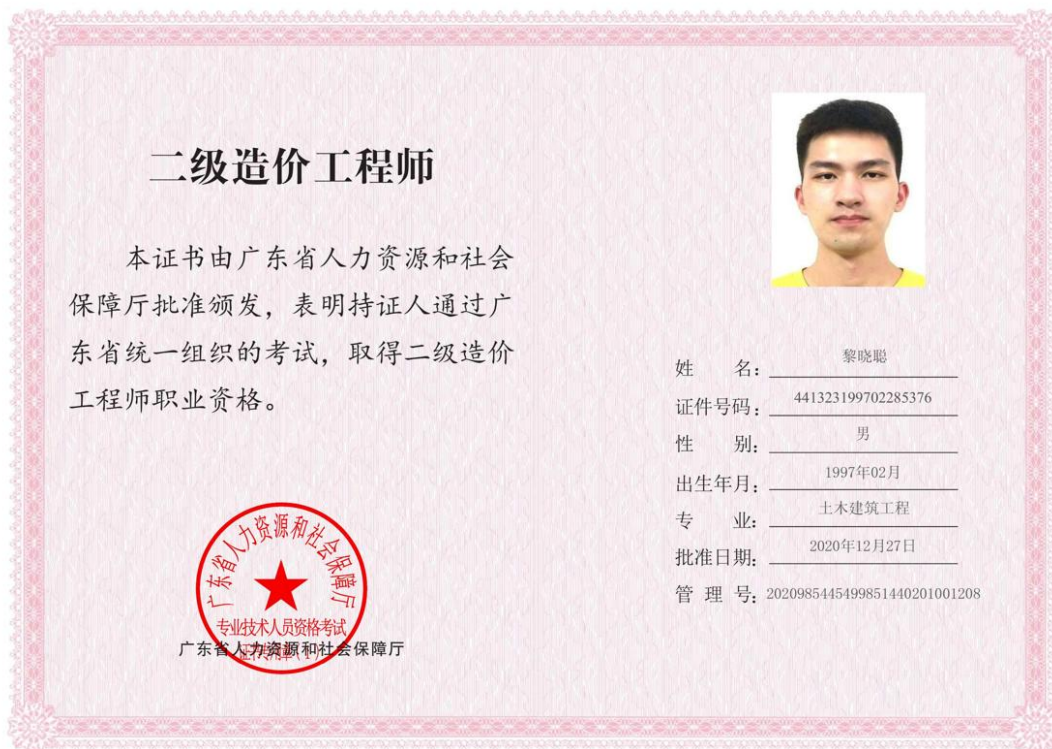 二级造价工程师
本证书由广东省人力资源和社会
保障厅批准颁发，表明持证人通过广
东省统一组织的考试，取得二级造价
工程师职业资格。
广东省人力资源和社会保障厅
专业技术人员资格考试
广东省人力资源和社会保障厅
姓 名：黎晓聪
证件号码：441323199702285376
性 别：男
出生年月：1997年02月
专 业：土木建筑工程
批准日期：2020年12月27日
管 理 号：2020985445499851440201001208